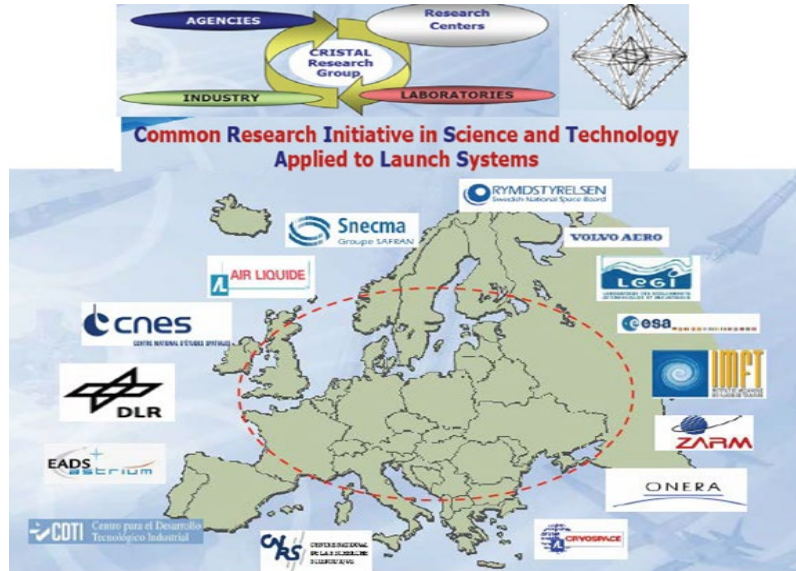 AGENCIES
Research
Centers
CRISTAL
Research
Group
INDUSTRY
LABORATORIES
Common Research Initiative in Science and Technology
Applied to Launch Systems
RYMDSTYRELSEN
Swedish National Space Board
Snecma
Groupe SAFRAN
VOLVO AERO
AIR LIQUIDE
LEGI
cnes
CENTRE NATIONAL D'ÉTUDES SPATIALES
esa
IMFT
DLR
ZARM
EADS
astrium
ONERA
CDTI
Centro para el Desarrollo
Tecnológico Industrial
CNRS
CRYOSPACE